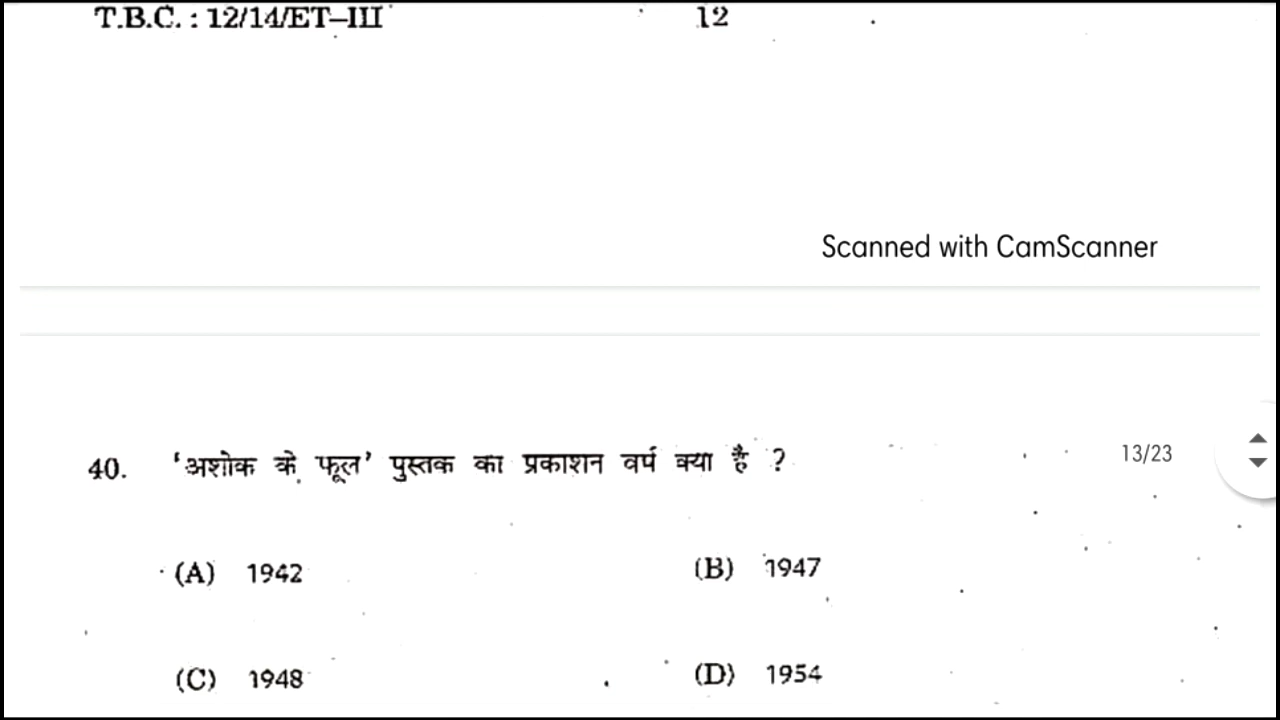 T.B.C. : 12/14/ET–III 12
Scanned with CamScanner
13/23
40. 'अशोक के फूल' पुस्तक का प्रकाशन वर्ष क्या है ?
(A) 1942 (B) 1947
(C) 1948 (D) 1954